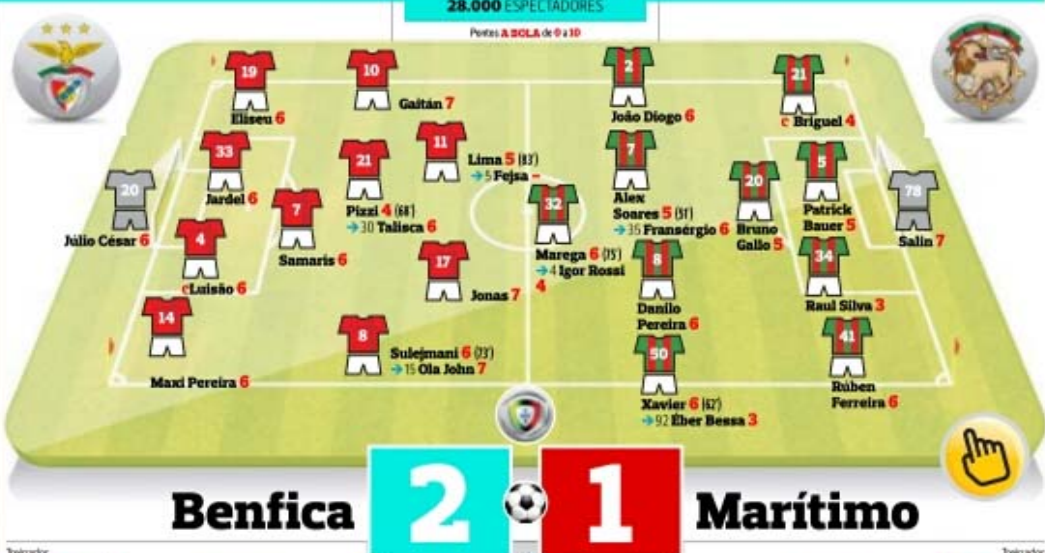 28.000 ESPECTADORES
Pontos A BOLA de 0 a 10
19
Eliseu 6
10
Gaitán 7
2
João Diogo 6
21
c Briguel 4
33
Jardel 6
11
Lima 5 (83')
→5 Fejsa -
7
Alex
Soares 5 (51')
→35 Fransérgio 6
5
Patrick
Bauer 5
20
Júlio César 6
21
Pizzi 4 (68')
→30 Talisca 6
7
Samaris 6
32
Marega 6 (75')
→4 Igor Rossi
4
20
Bruno
Gallo 5
78
Salin 7
4
cLuisão 6
17
Jonas 7
8
Danilo
Pereira 6
34
Raul Silva 3
14
Maxi Pereira 6
8
Sulejmani 6 (73')
→15 Ola John 7
50
Xavier 6 (62')
→92 Éber Bessa 3
41
Rúben
Ferreira 6
Benfica 2 1 Marítimo
Treinador
Treinador